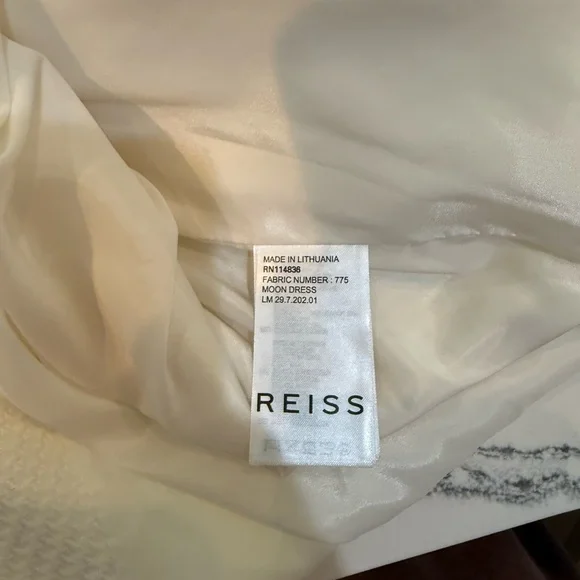 MADE IN LITHUANIA
RN114836
FABRIC NUMBER : 775
MOON DRESS
LM 29.7.202.01
REISS